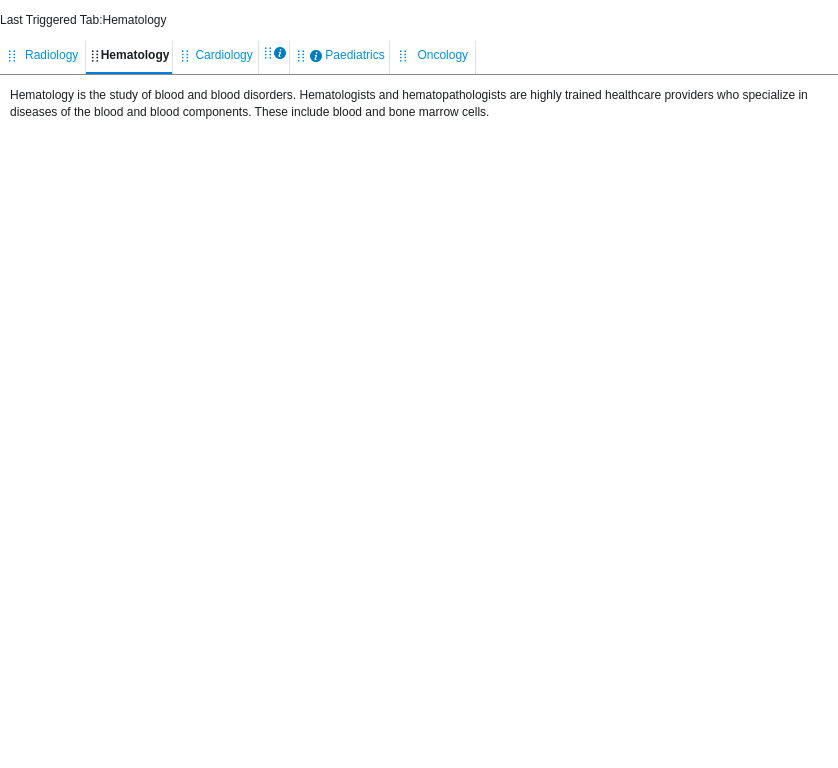 Last Triggered Tab:Hematology
Radiology Hematology Cardiology Paediatrics Oncology
Hematology is the study of blood and blood disorders. Hematologists and hematopathologists are highly trained healthcare providers who specialize in
diseases of the blood and blood components. These include blood and bone marrow cells.